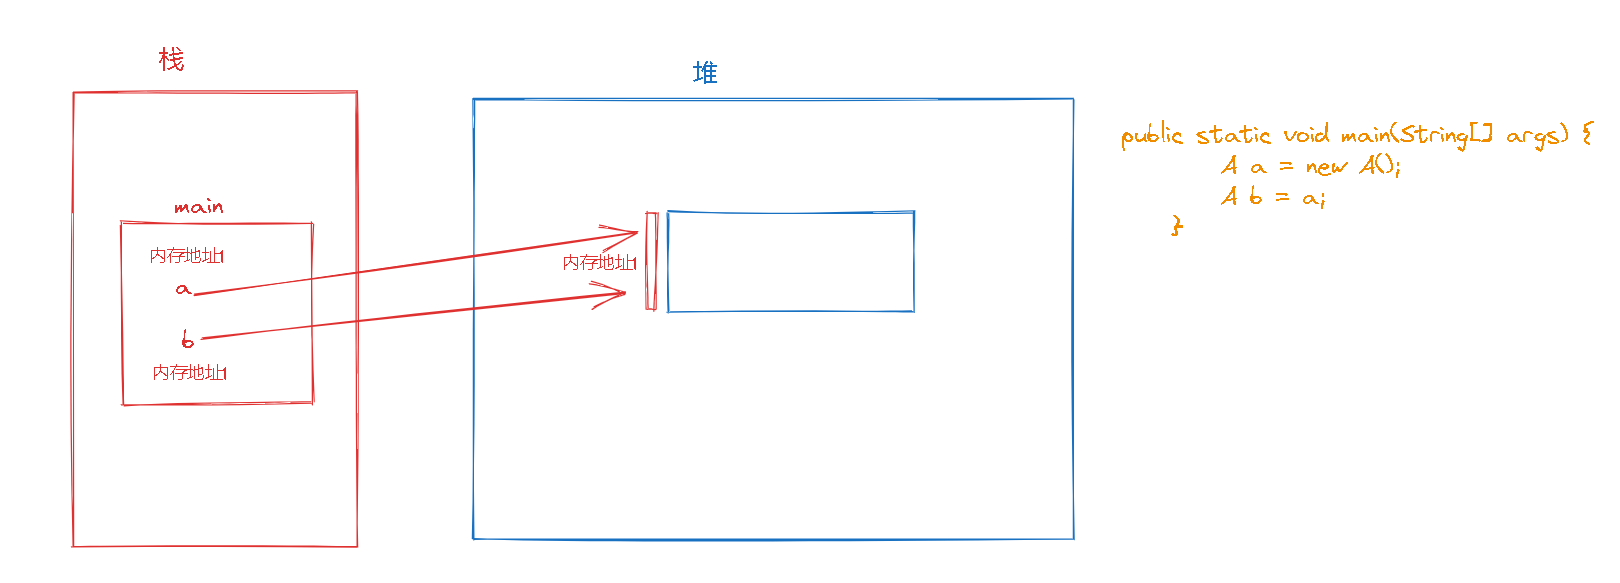 栈
堆
public static void main(String[] args) {
A a = new A();
A b = a;
}
main
内存地址1
a
内存地址1
b
内存地址1